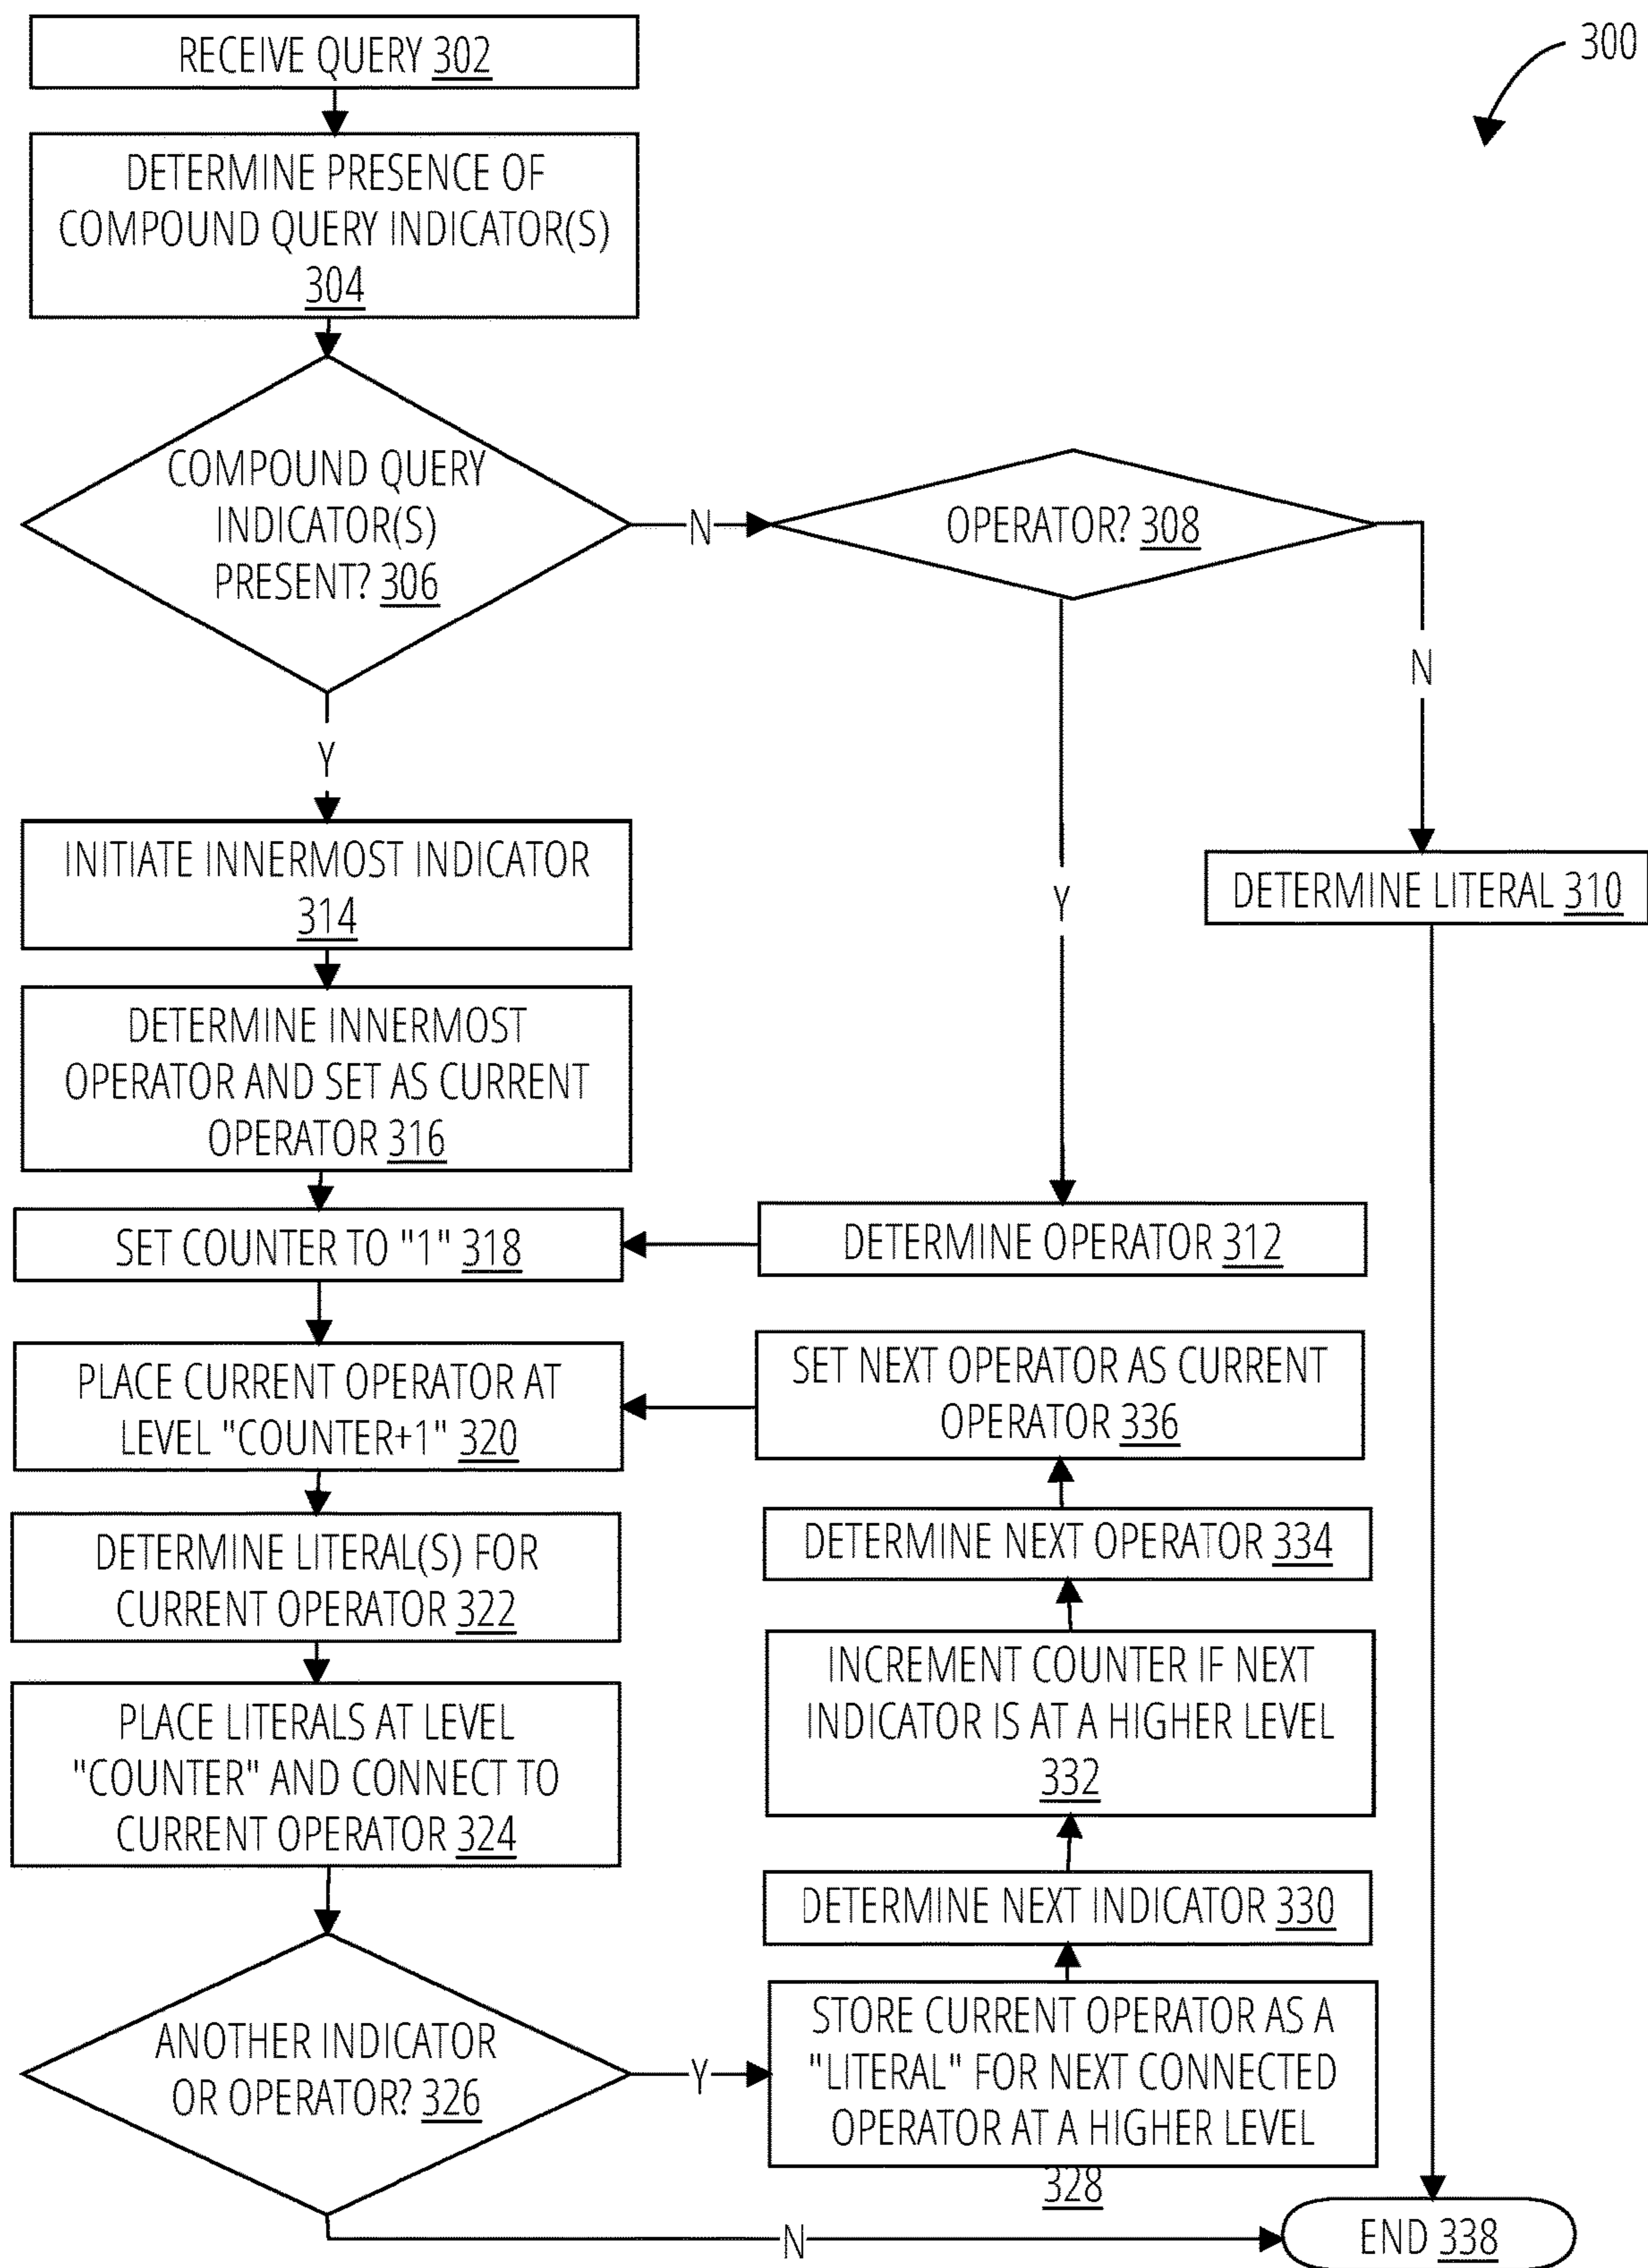 300
RECEIVE QUERY 302
DETERMINE PRESENCE OF
COMPOUND QUERY INDICATOR(S)
304
COMPOUND QUERY
INDICATOR(S)
PRESENT? 306
N
OPERATOR? 308
N
Y
Y
DETERMINE LITERAL 310
INITIATE INNERMOST INDICATOR
314
DETERMINE INNERMOST
OPERATOR AND SET AS CURRENT
OPERATOR 316
SET COUNTER TO "1" 318
DETERMINE OPERATOR 312
PLACE CURRENT OPERATOR AT
LEVEL "COUNTER+1" 320
SET NEXT OPERATOR AS CURRENT
OPERATOR 336
DETERMINE LITERAL(S) FOR
CURRENT OPERATOR 322
DETERMINE NEXT OPERATOR 334
PLACE LITERALS AT LEVEL
"COUNTER" AND CONNECT TO
CURRENT OPERATOR 324
INCREMENT COUNTER IF NEXT
INDICATOR IS AT A HIGHER LEVEL
332
DETERMINE NEXT INDICATOR 330
ANOTHER INDICATOR
OR OPERATOR? 326
Y
STORE CURRENT OPERATOR AS A
"LITERAL" FOR NEXT CONNECTED
OPERATOR AT A HIGHER LEVEL
328
N
END 338